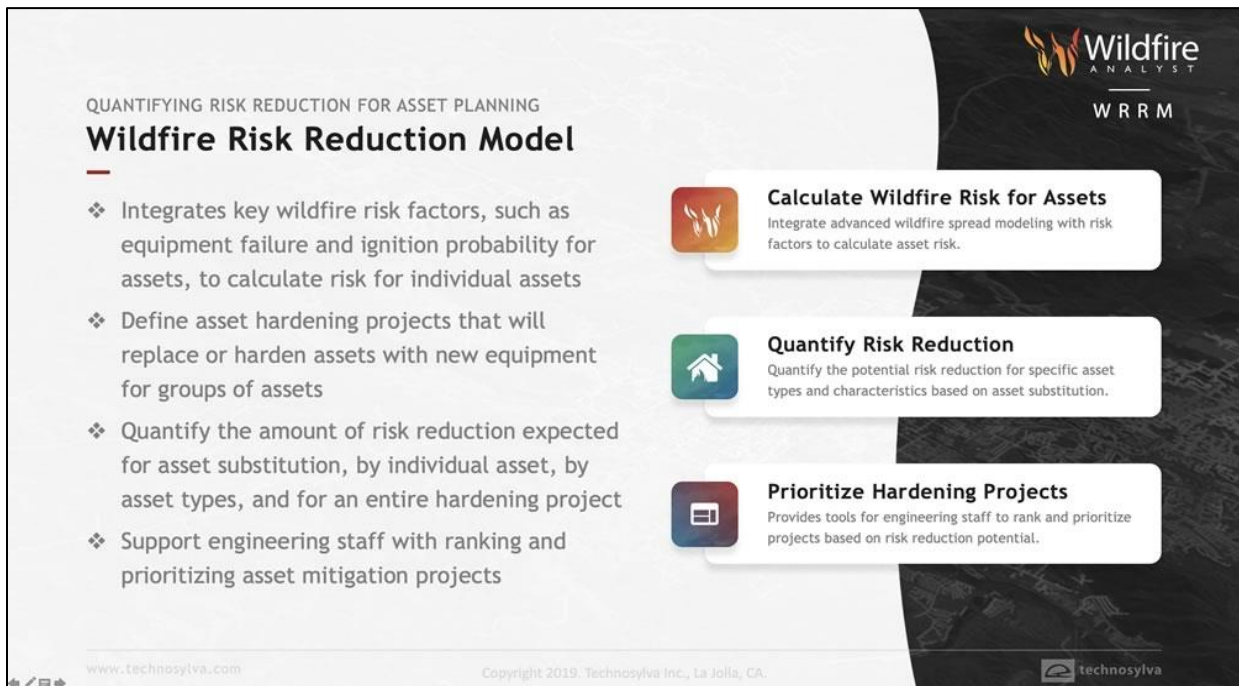 QUANTIFYING RISK REDUCTION FOR ASSET PLANNING
Wildfire Risk Reduction Model
❖ Integrates key wildfire risk factors, such as
equipment failure and ignition probability for
assets, to calculate risk for individual assets
❖ Define asset hardening projects that will
replace or harden assets with new equipment
for groups of assets
❖ Quantify the amount of risk reduction expected
for asset substitution, by individual asset, by
asset types, and for an entire hardening project
❖ Support engineering staff with ranking and
prioritizing asset mitigation projects
Wildfire
ANALYST
WRRM
Calculate Wildfire Risk for Assets
Integrate advanced wildfire spread modeling with risk
factors to calculate asset risk.
Quantify Risk Reduction
Quantify the potential risk reduction for specific asset
types and characteristics based on asset substitution.
Prioritize Hardening Projects
Provides tools for engineering staff to rank and prioritize
projects based on risk reduction potential.
www.technosylva.com
Copyright 2019. Technosylva Inc., La Jolla, CA.
technosylva